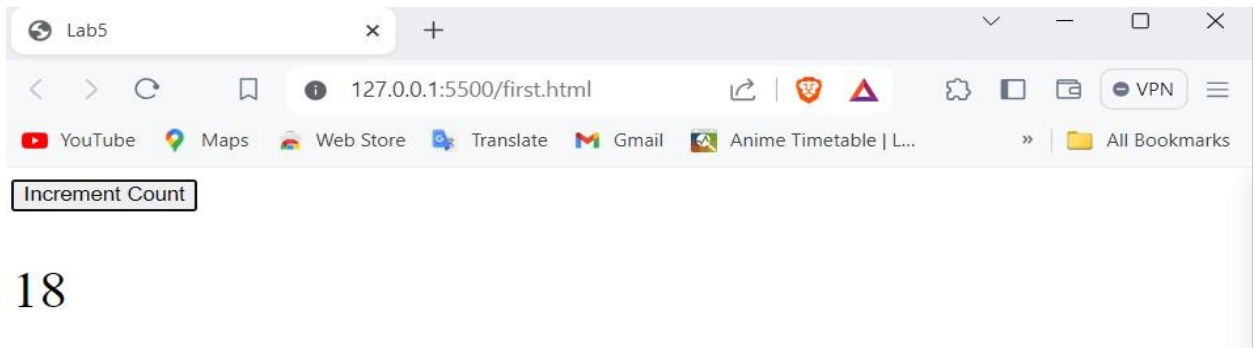 Lab5
127.0.0.1:5500/first.html VPN
YouTube Maps Web Store Translate Gmail Anime Timetable | L... » All Bookmarks
Increment Count
18